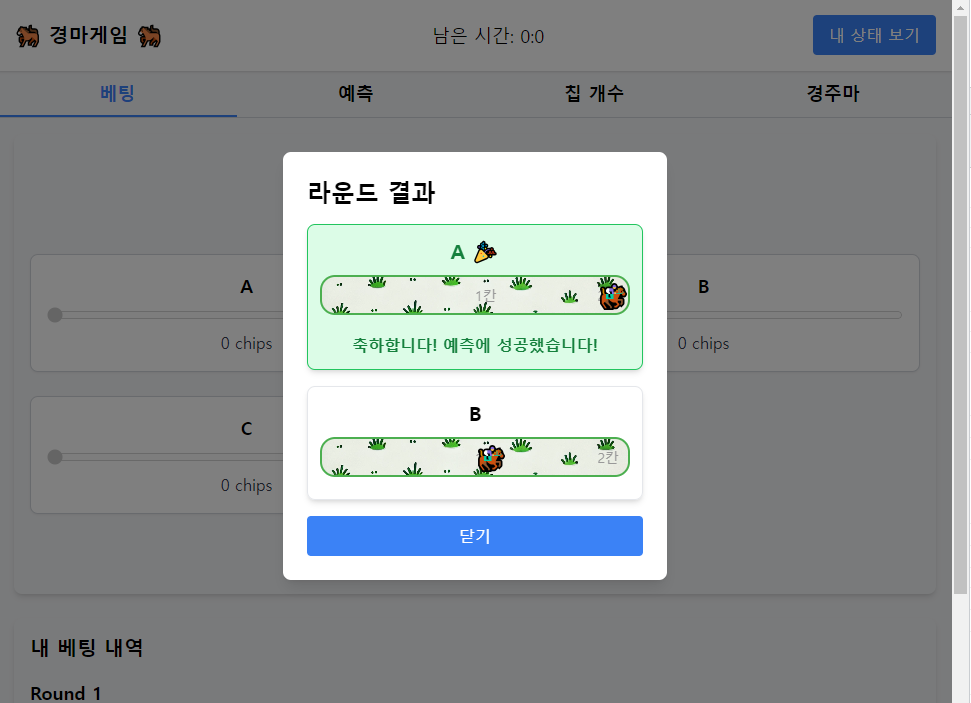 경마게임
남은 시간: 0:0
내 상태 보기
베팅
예측
칩 개수
경주마
라운드 결과
A
1칸
축하합니다! 예측에 성공했습니다!
B
2칸
닫기
A
0 chips
B
0 chips
C
0 chips
내 베팅 내역
Round 1